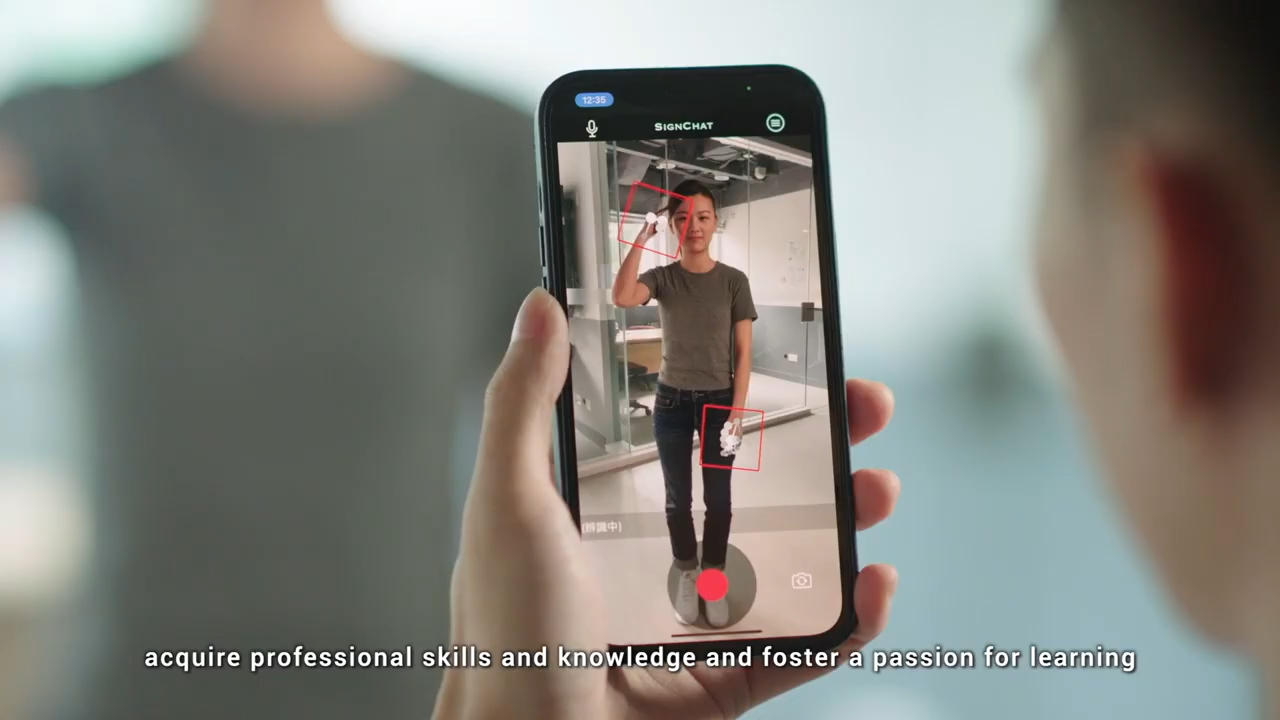 12:35
SIGNCHAT
(辨識中)
acquire professional skills and knowledge and foster a passion for learning